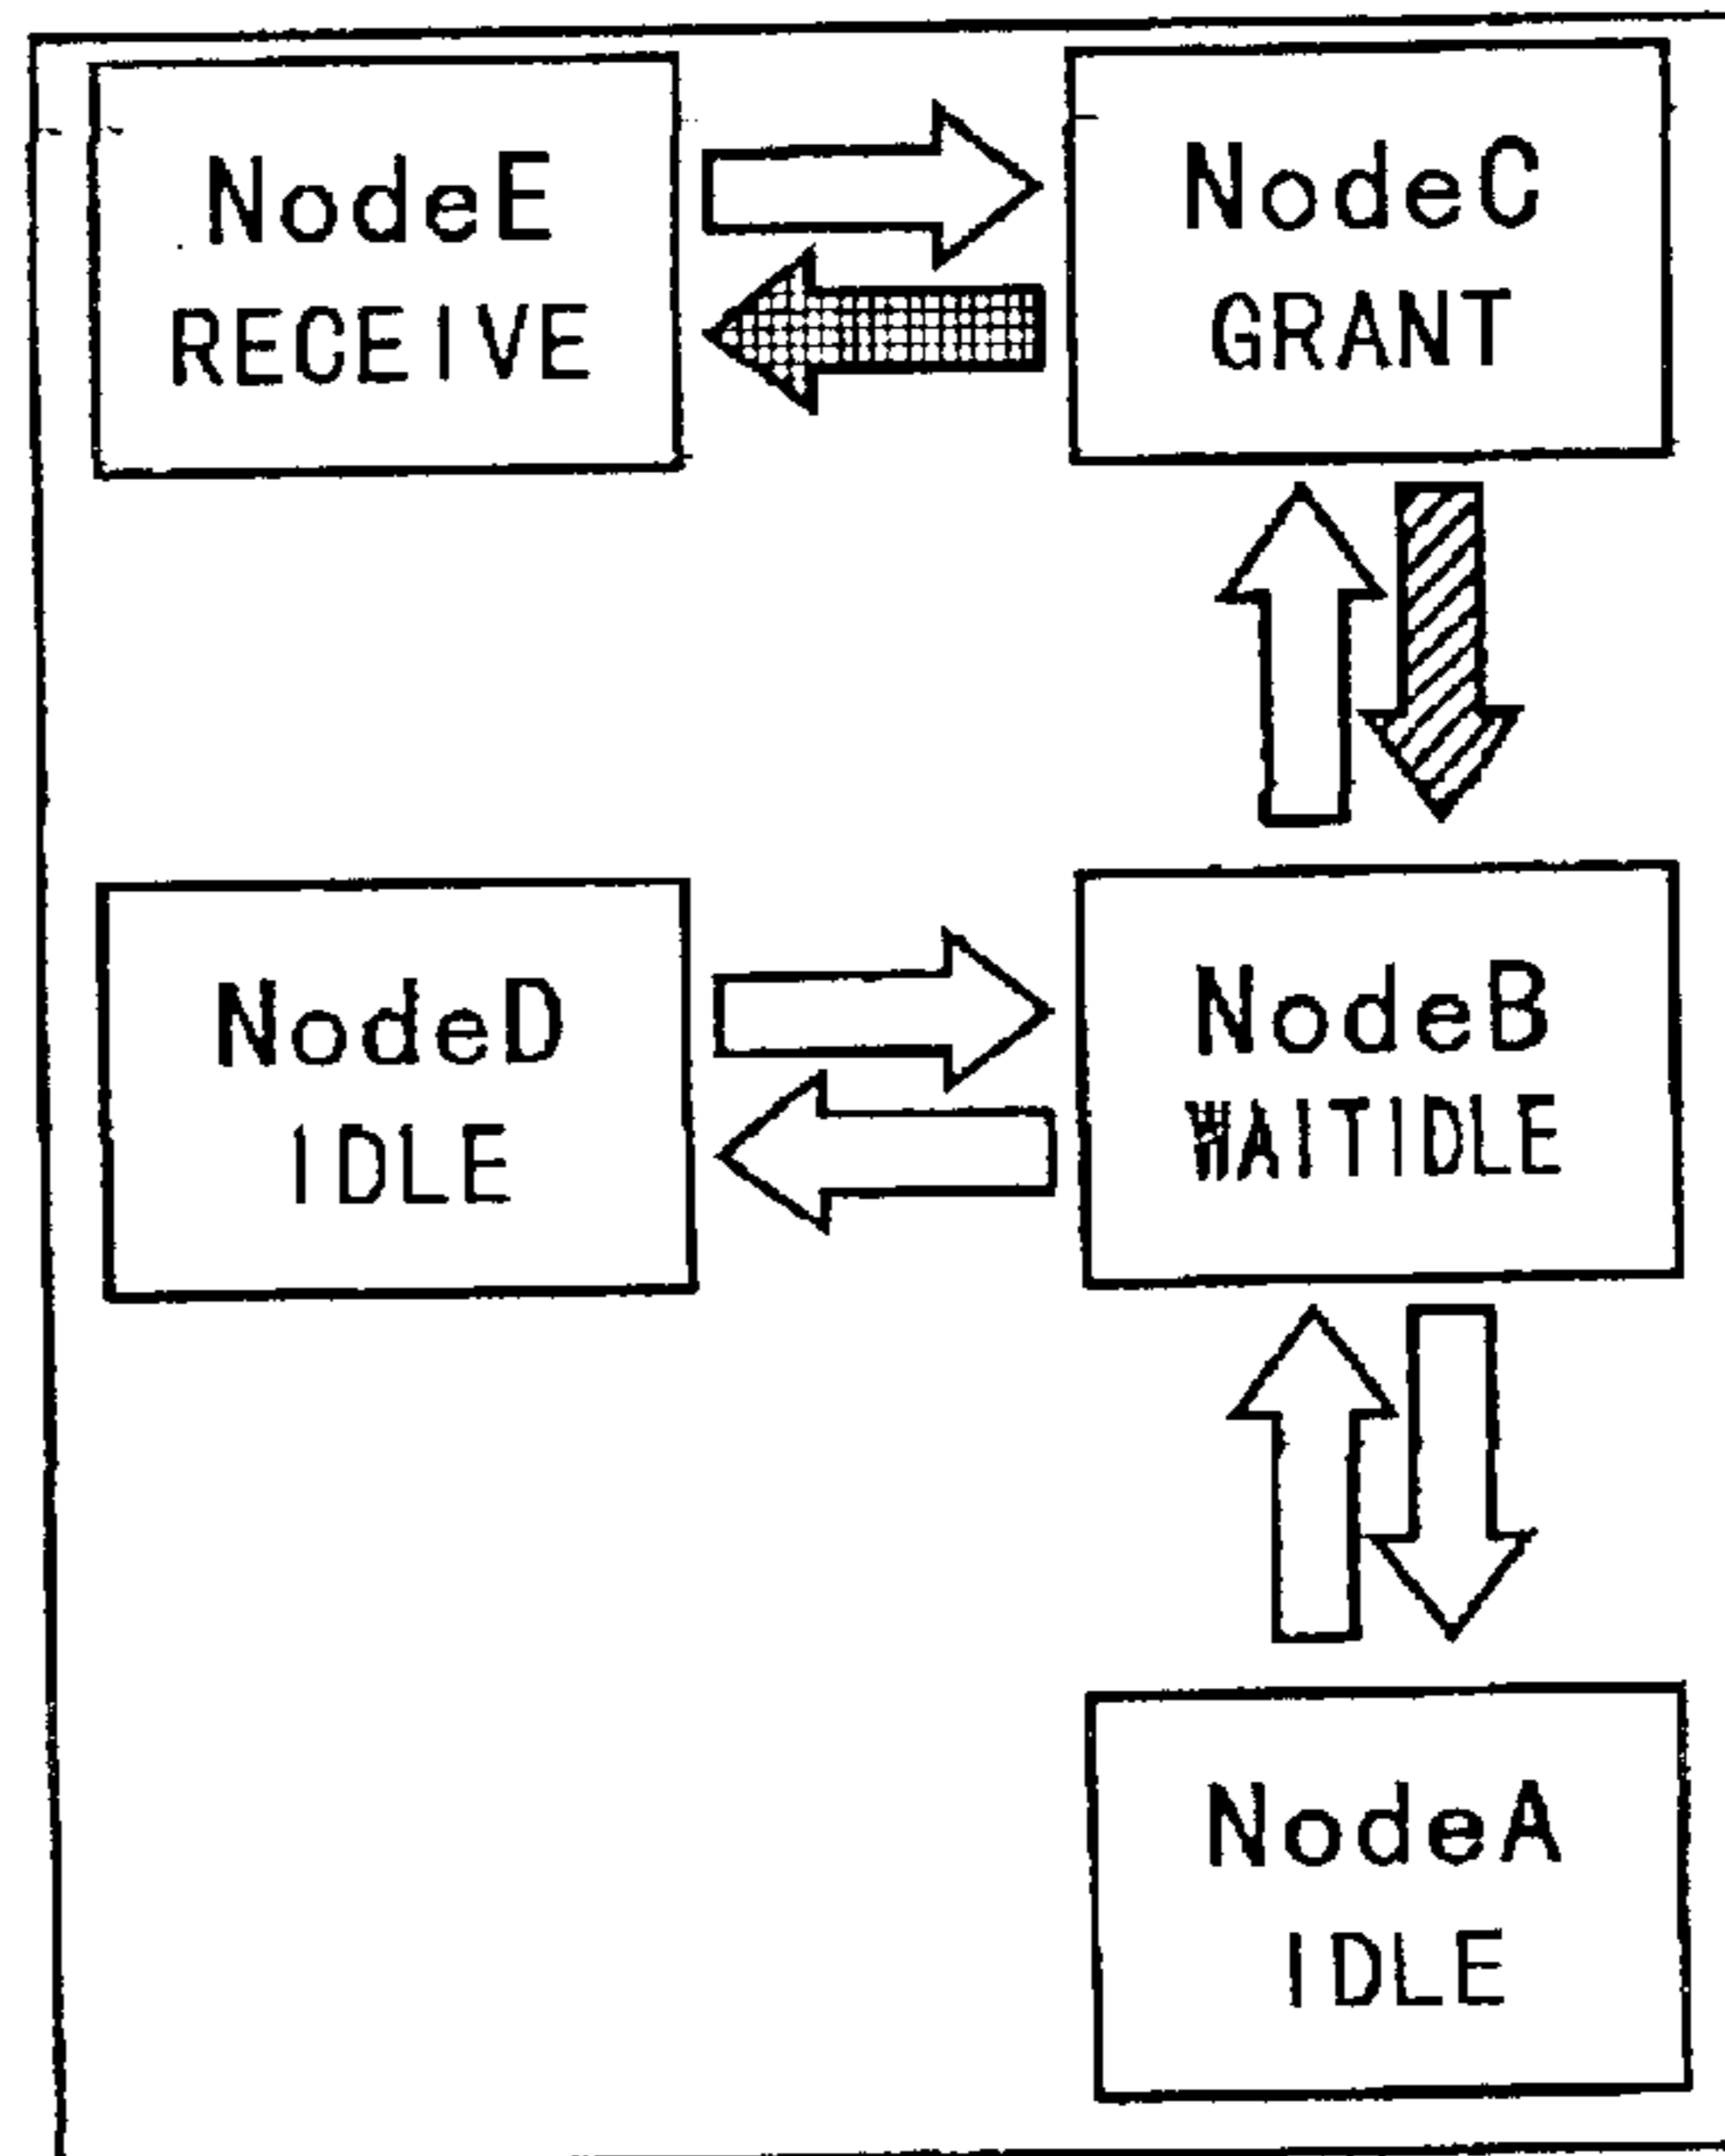 NodeE
RECEIVE
NodeC
GRANT
NodeD
IDLE
NodeB
WAITIDLE
NodeA
IDLE